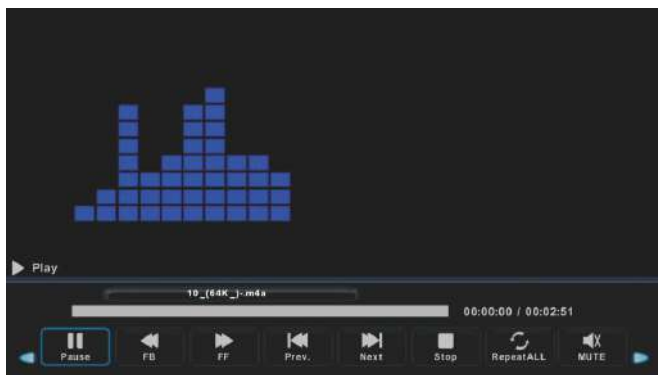 Play
10_(64K_)-.m4a
00:00:00 / 00:02:51
Pause FB FF Prev. Next Stop RepeatALL MUTE